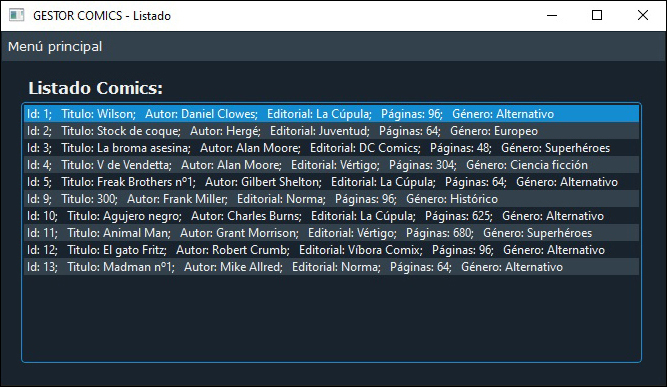 GESTOR COMICS - Listado
Menú principal
Listado Comics:
Id: 1; Titulo: Wilson; Autor: Daniel Clowes; Editorial: La Cúpula; Páginas: 96; Género: Alternativo
Id: 2; Titulo: Stock de coque; Autor: Hergé; Editorial: Juventud; Páginas: 64; Género: Europeo
Id: 3; Titulo: La broma asesina; Autor: Alan Moore; Editorial: DC Comics; Páginas: 48; Género: Superhéroes
Id: 4; Titulo: V de Vendetta; Autor: Alan Moore; Editorial: Vértigo; Páginas: 304; Género: Ciencia ficción
Id: 5; Titulo: Freak Brothers nº1; Autor: Gilbert Shelton; Editorial: La Cúpula; Páginas: 64; Género: Alternativo
Id: 9; Titulo: 300; Autor: Frank Miller; Editorial: Norma; Páginas: 96; Género: Histórico
Id: 10; Titulo: Agujero negro; Autor: Charles Burns; Editorial: La Cúpula; Páginas: 625; Género: Alternativo
Id: 11; Titulo: Animal Man; Autor: Grant Morrison; Editorial: Vértigo; Páginas: 680; Género: Superhéroes
Id: 12; Titulo: El gato Fritz; Autor: Robert Crumb; Editorial: Víbora Comix; Páginas: 96; Género: Alternativo
Id: 13; Titulo: Madman nº1; Autor: Mike Allred; Editorial: Norma; Páginas: 64; Género: Alternativo